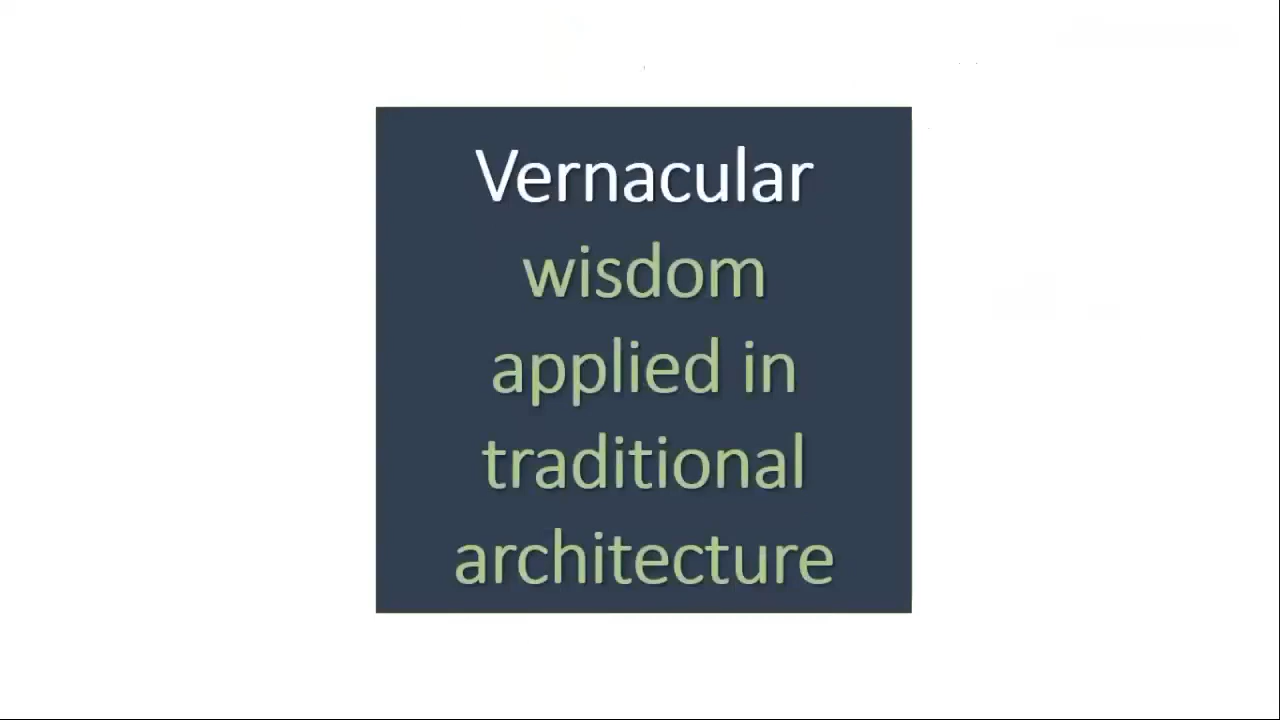 Vernacular
wisdom
applied in
traditional
architecture